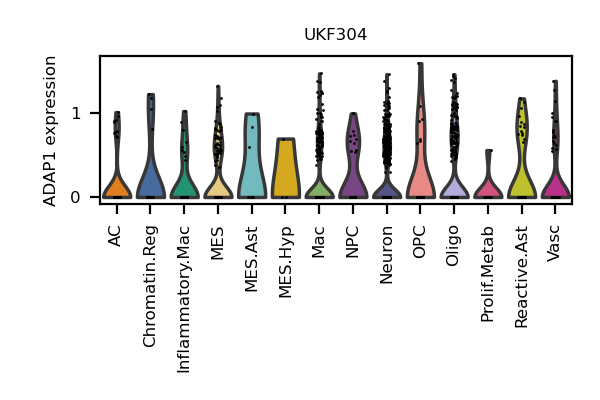 UKF304
ADAP1 expression
1
0
AC
Chromatin.Reg
Inflammatory.Mac
MES
MES.Ast
MES.Hyp
Mac
NPC
Neuron
OPC
Oligo
Prolif.Metab
Reactive.Ast
Vasc